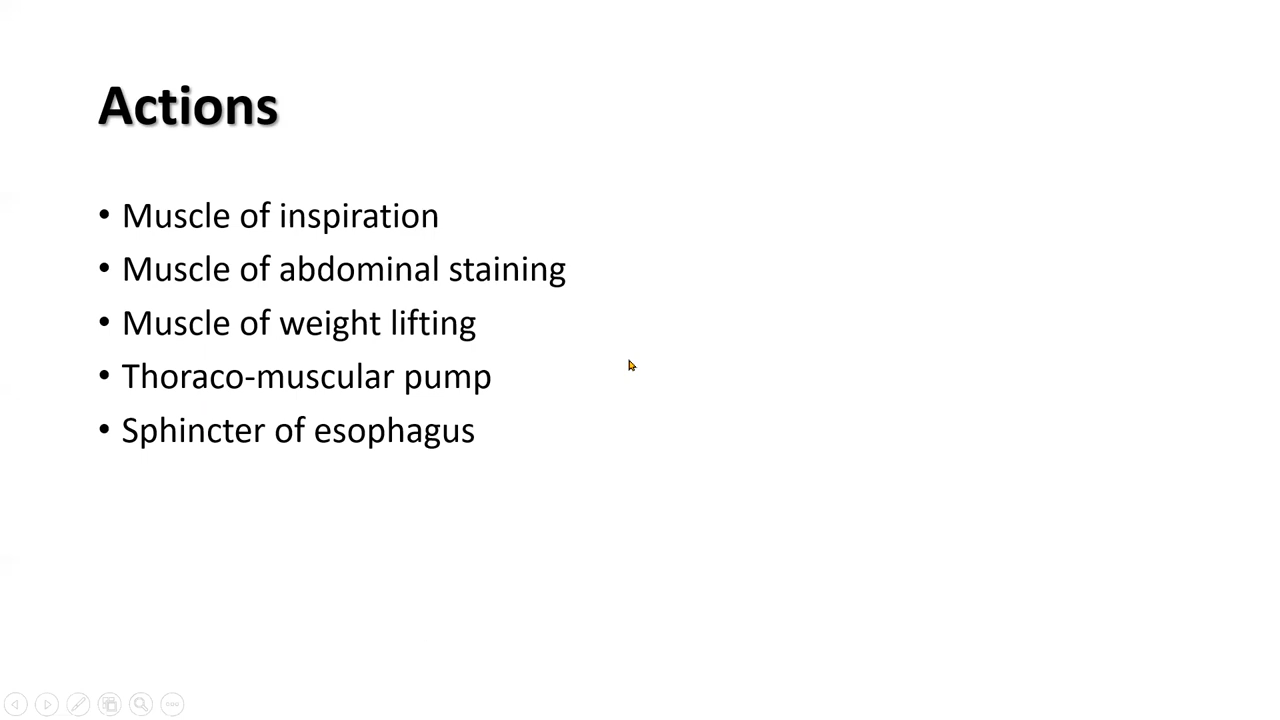 Actions
• Muscle of inspiration
• Muscle of abdominal staining
• Muscle of weight lifting
• Thoraco-muscular pump
• Sphincter of esophagus